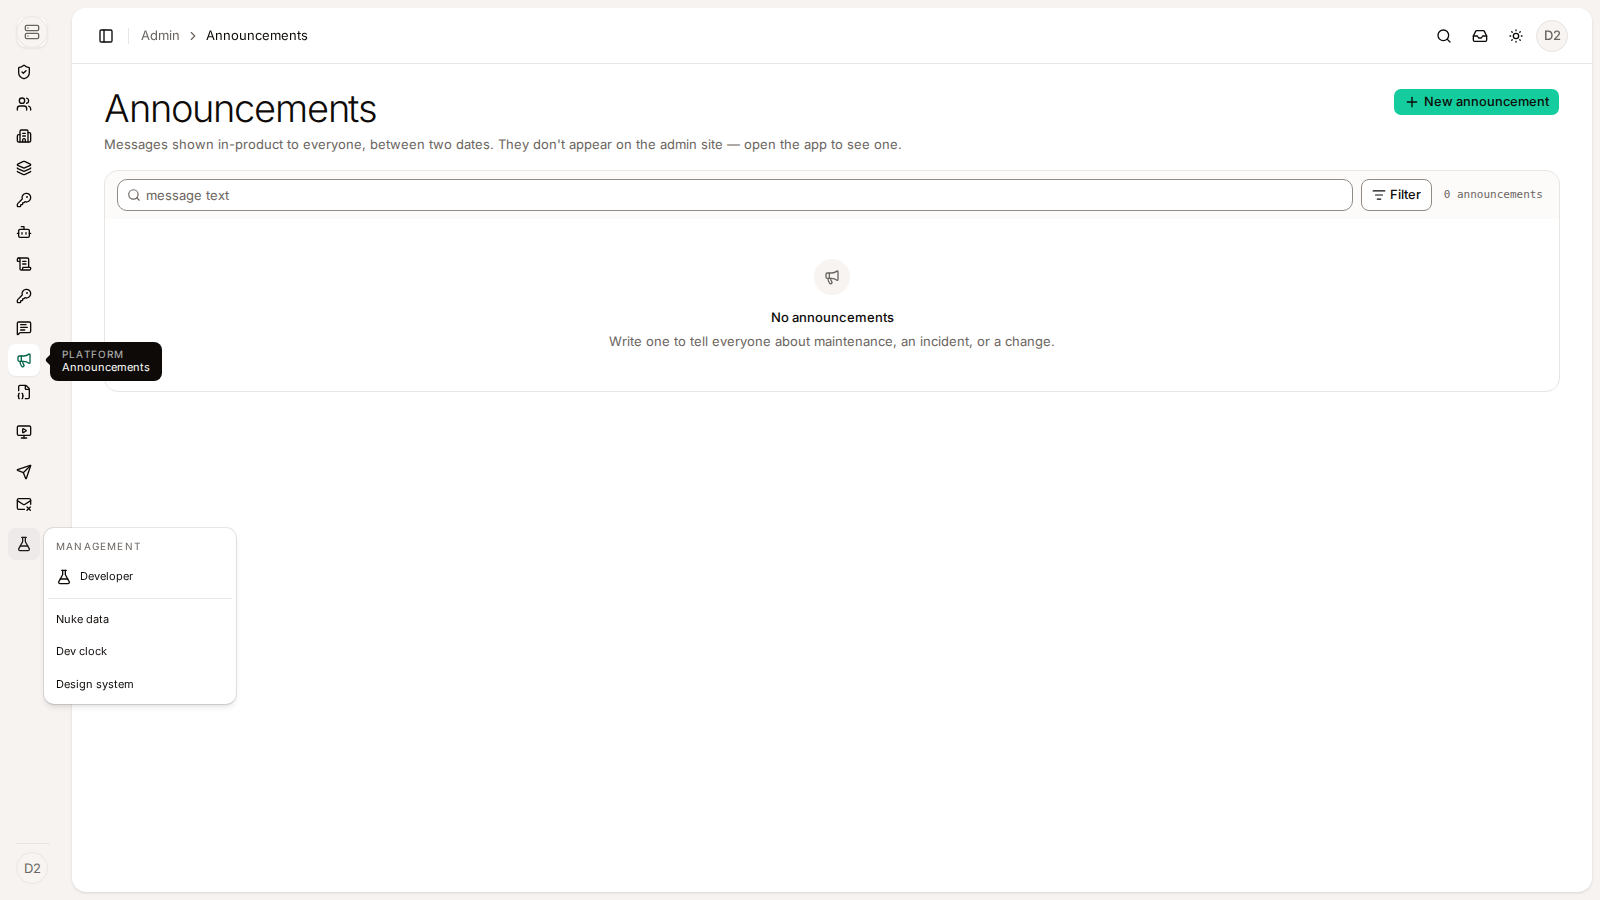 Admin
Announcements
D2
Announcements
New announcement
Messages shown in-product to everyone, between two dates. They don't appear on the admin site — open the app to see one.
message text
Filter
0 announcements
No announcements
Write one to tell everyone about maintenance, an incident, or a change.
PLATFORM
Announcements
MANAGEMENT
Developer
Nuke data
Dev clock
Design system
D2